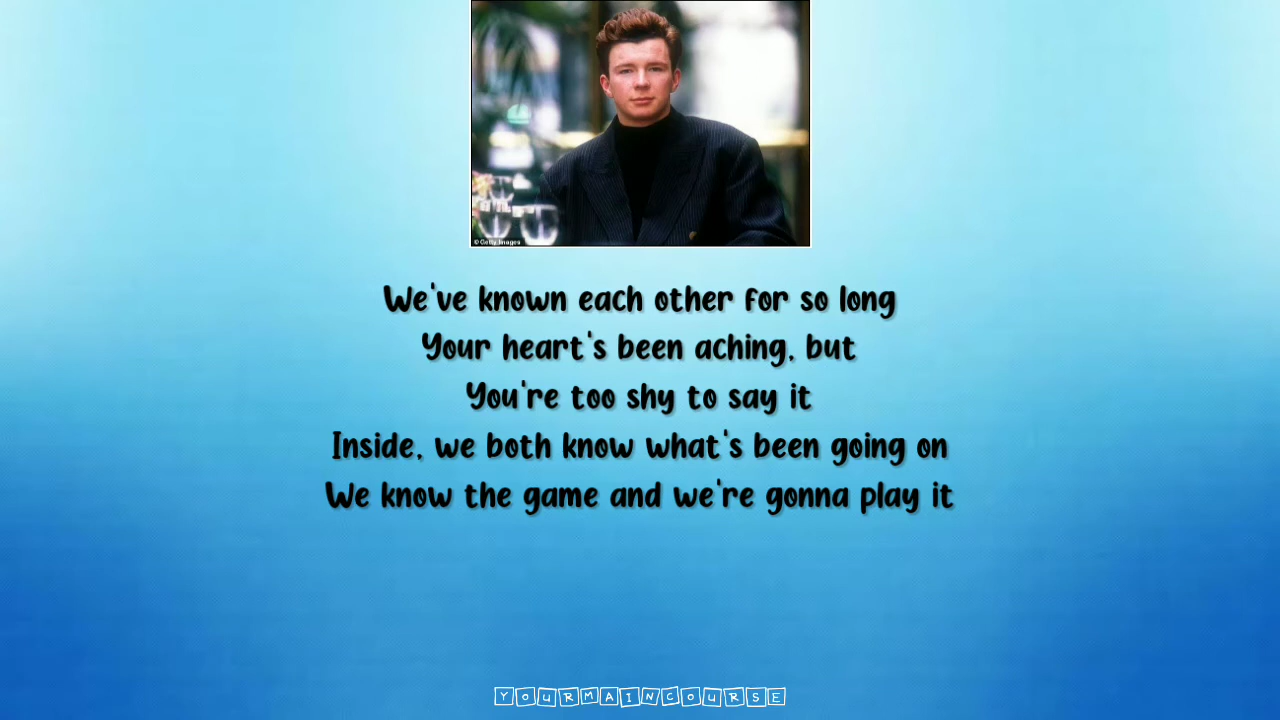 © Getty Images
We've known each other for so long
Your heart's been aching, but
You're too shy to say it
Inside, we both know what's been going on
We know the game and we're gonna play it
YOURMAINCOURSE